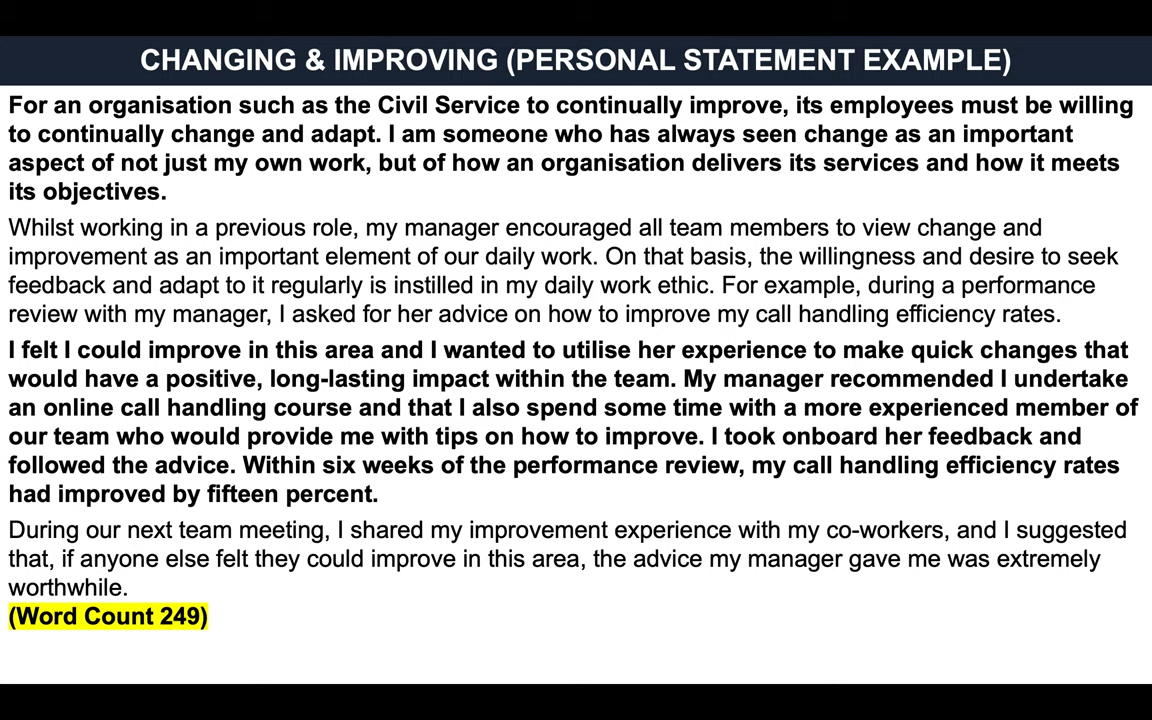 CHANGING & IMPROVING (PERSONAL STATEMENT EXAMPLE)
For an organisation such as the Civil Service to continually improve, its employees must be willing
to continually change and adapt. I am someone who has always seen change as an important
aspect of not just my own work, but of how an organisation delivers its services and how it meets
its objectives.
Whilst working in a previous role, my manager encouraged all team members to view change and
improvement as an important element of our daily work. On that basis, the willingness and desire to seek
feedback and adapt to it regularly is instilled in my daily work ethic. For example, during a performance
review with my manager, I asked for her advice on how to improve my call handling efficiency rates.
I felt I could improve in this area and I wanted to utilise her experience to make quick changes that
would have a positive, long-lasting impact within the team. My manager recommended I undertake
an online call handling course and that I also spend some time with a more experienced member of
our team who would provide me with tips on how to improve. I took onboard her feedback and
followed the advice. Within six weeks of the performance review, my call handling efficiency rates
had improved by fifteen percent.
During our next team meeting, I shared my improvement experience with my co-workers, and I suggested
that, if anyone else felt they could improve in this area, the advice my manager gave me was extremely
worthwhile.
(Word Count 249)